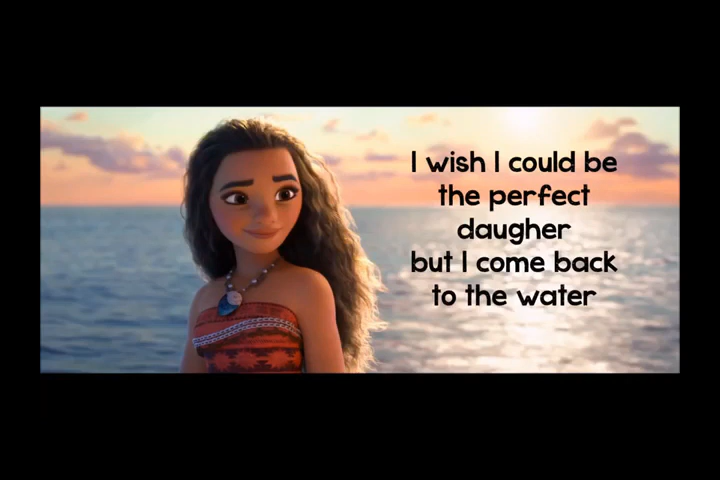 I wish I could be
the perfect
daugher
but I come back
to the water